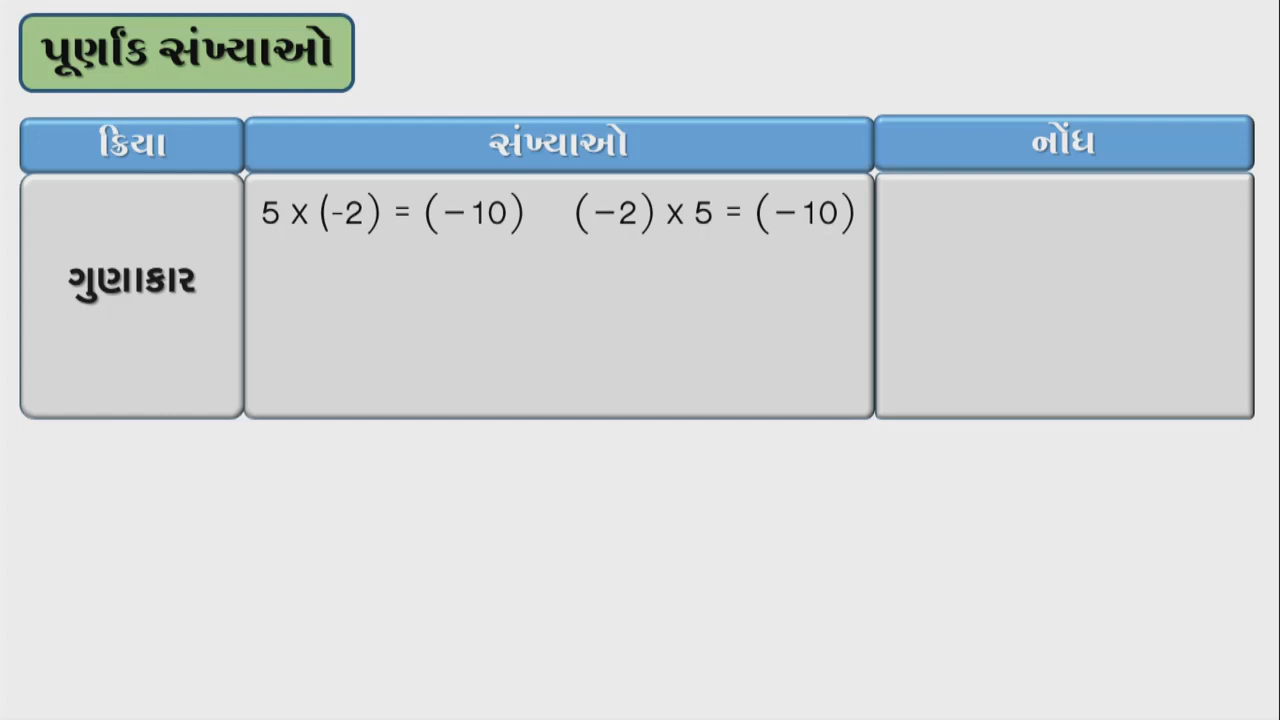 પૂર્ણાંક સંખ્યાઓ
ક્રિયા સંખ્યાઓ નોંધ
5 x (-2) = (−10) (−2) x 5 = (−10)
ગુણાકાર